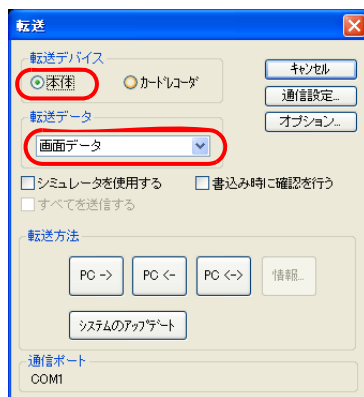 転送
転送デバイス
本体
カードレコーダ
キャンセル
通信設定...
オプション...
転送データ
画面データ
シミュレータを使用する
書込み時に確認を行う
すべてを送信する
転送方法
PC ->
PC <-
PC <->
情報...
システムのアップデート
通信ポート
COM1